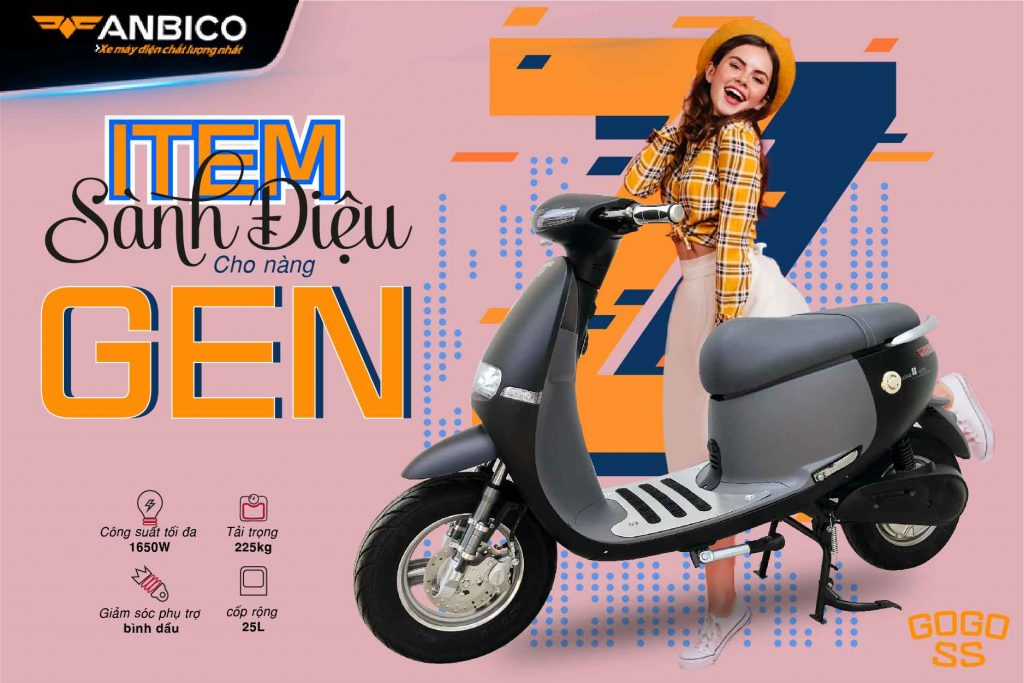 ANBICO
Xe máy điện chất lượng nhất
ITEM
Sành Điệu
Cho nàng
GEN
Z
Công suất tối đa
1650W
Tải trọng
225kg
Giảm sóc phụ trợ
bình dầu
cốp rộng
25L
GOGO
SS